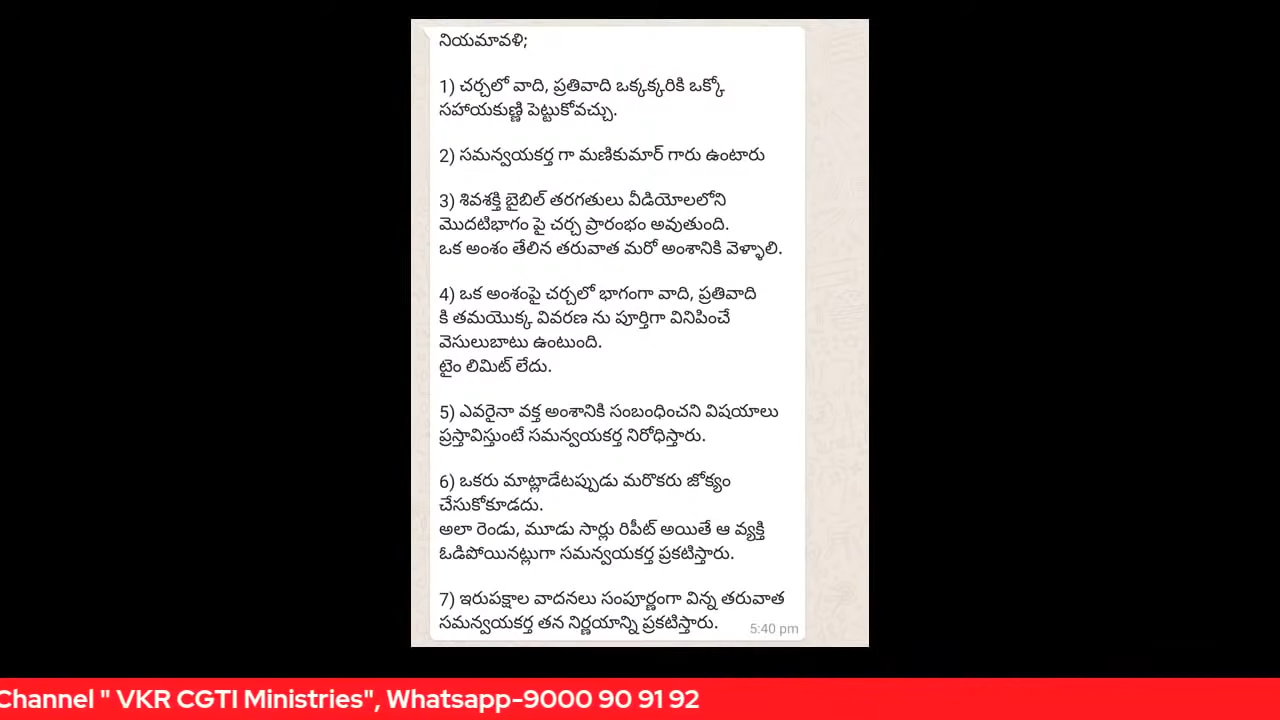 నియమావళి;
1) చర్చలో వాది, ప్రతివాది ఒక్కక్కరికి ఒక్కో
సహాయకుణ్ణి పెట్టుకోవచ్చు.
2) సమన్వయకర్త గా మణికుమార్ గారు ఉంటారు
3) శివశక్తి బైబిల్ తరగతులు వీడియోలలోని
మొదటిభాగం పై చర్చ ప్రారంభం అవుతుంది.
ఒక అంశం తేలిన తరువాత మరో అంశానికి వెళ్ళాలి.
4) ఒక అంశంపై చర్చలో భాగంగా వాది, ప్రతివాది
కి తమయొక్క వివరణ ను పూర్తిగా వినిపించే
వెసులుబాటు ఉంటుంది.
టైం లిమిట్ లేదు.
5) ఎవరైనా వక్త అంశానికి సంబంధించని విషయాలు
ప్రస్తావిస్తుంటే సమన్వయకర్త నిరోధిస్తారు.
6) ఒకరు మాట్లాడేటప్పుడు మరొకరు జోక్యం
చేసుకోకూడదు.
అలా రెండు, మూడు సార్లు రిపీట్ అయితే ఆ వ్యక్తి
ఓడిపోయినట్లుగా సమన్వయకర్త ప్రకటిస్తారు.
7) ఇరుపక్షాల వాదనలు సంపూర్ణంగా విన్న తరువాత
సమన్వయకర్త తన నిర్ణయాన్ని ప్రకటిస్తారు.
5:40 pm
Channel " VKR CGTI Ministries", Whatsapp-9000 90 91 92